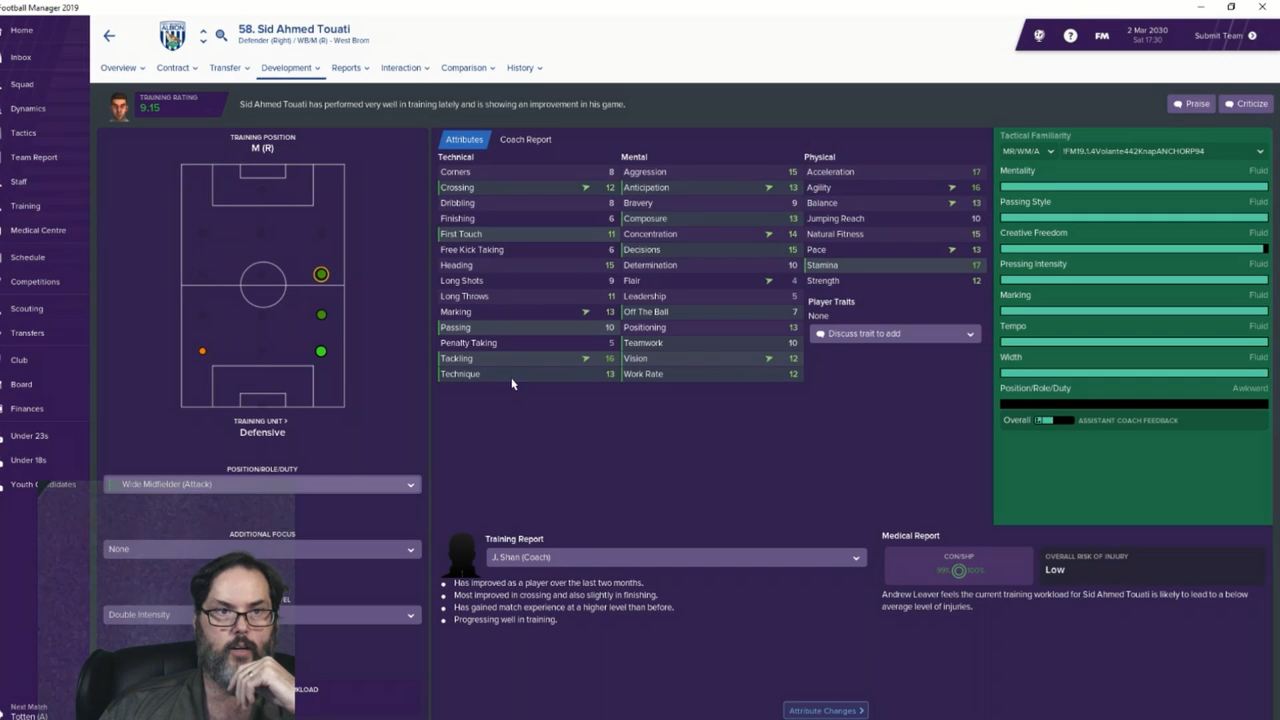 Football Manager 2019
Home
Inbox
Squad
Dynamics
Tactics
Team Report
Staff
Training
Medical Centre
Schedule
Competitions
Scouting
Transfers
Club
Board
Finances
Under 23s
Under 18s
Youth Candidates
Next Match
Totten (A)
ALBION
58. Sid Ahmed Touati
Defender (Right) / WB/M (R) - West Brom
FM
2 Mar 2030
Sat 17:30
Submit Team
Overview
Contract
Transfer
Development
Reports
Interaction
Comparison
History
TRAINING RATING
9.15
Sid Ahmed Touati has performed very well in training lately and is showing an improvement in his game.
Praise
Criticize
TRAINING POSITION
M (R)
TRAINING UNIT >
Defensive
POSITION/ROLE/DUTY
Wide Midfielder (Attack)
ADDITIONAL FOCUS
None
Double Intensity
Attributes
Coach Report
Technical
Corners 8
Crossing 12
Dribbling 8
Finishing 6
First Touch 11
Free Kick Taking 6
Heading 15
Long Shots 9
Long Throws 11
Marking 13
Passing 10
Penalty Taking 5
Tackling 16
Technique 13
Mental
Aggression 15
Anticipation 13
Bravery 9
Composure 13
Concentration 14
Decisions 15
Determination 10
Flair 4
Leadership 5
Off The Ball 7
Positioning 13
Teamwork 10
Vision 12
Work Rate 12
Physical
Acceleration 17
Agility 16
Balance 13
Jumping Reach 10
Natural Fitness 15
Pace 13
Stamina 17
Strength 12
Player Traits
None
Discuss trait to add
Tactical Familiarity
MR/WM/A
!FM19.1.4Volante442KnapANCHORP94
Mentality Fluid
Passing Style Fluid
Creative Freedom Fluid
Pressing Intensity Fluid
Marking Fluid
Tempo Fluid
Width Fluid
Position/Role/Duty Awkward
Overall
ASSISTANT COACH FEEDBACK
Training Report
J. Shan (Coach)
Has improved as a player over the last two months.
Most improved in crossing and also slightly in finishing.
Has gained match experience at a higher level than before.
Progressing well in training.
Medical Report
CON/SHP
99% 100%
OVERALL RISK OF INJURY
Low
Andrew Leaver feels the current training workload for Sid Ahmed Touati is likely to lead to a below
average level of injuries.
Attribute Changes >